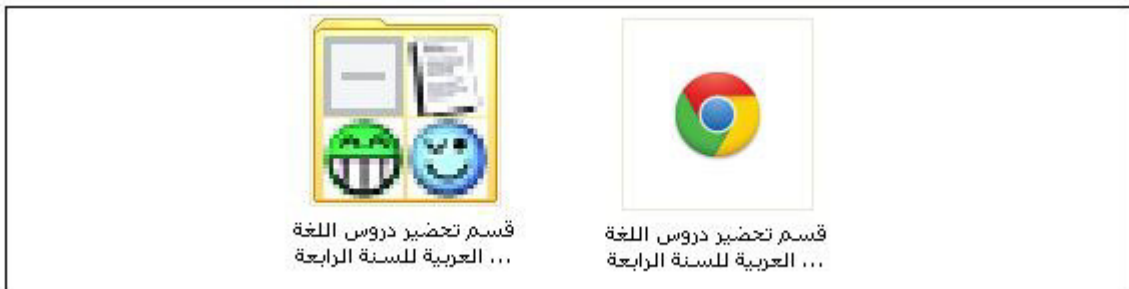 قسم تحضير دروس اللغة
العربية للسنة الرابعة ...
قسم تحضير دروس اللغة
العربية للسنة الرابعة ...